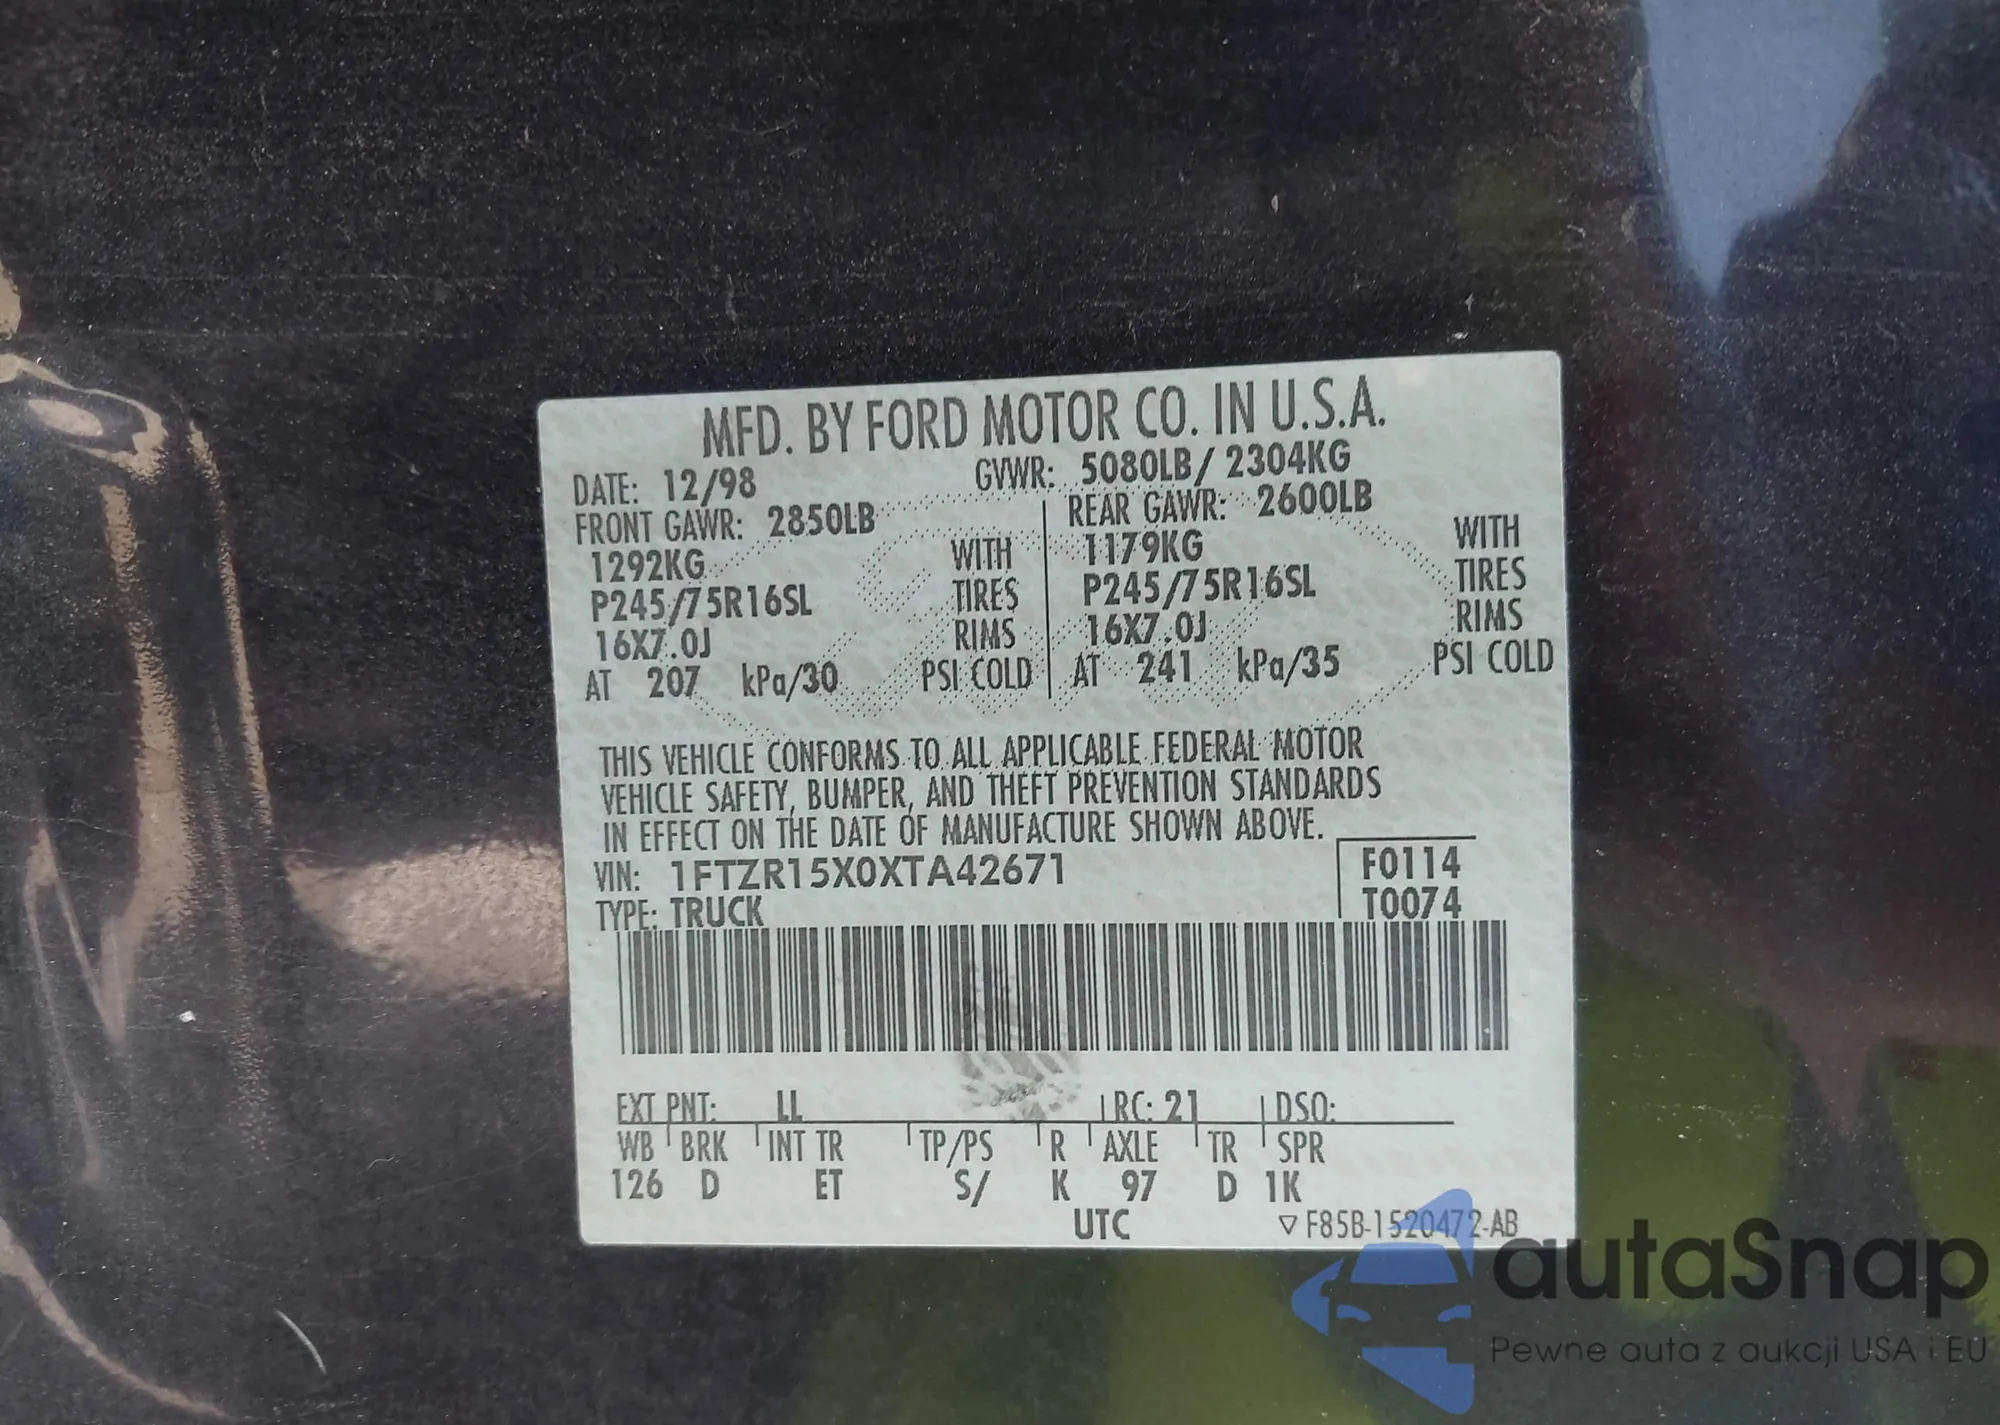 MFD. BY FORD MOTOR CO. IN U.S.A.
DATE: 12/98 GVWR: 5080LB/ 2304KG
FRONT GAWR: 2850LB REAR GAWR: 2600LB
1292KG WITH 1179KG WITH
P245/75R16SL TIRES P245/75R16SL TIRES
16X7.0J RIMS 16X7.0J RIMS
AT 207 kPa/30 PSI COLD AT 241 kPa/35 PSI COLD
THIS VEHICLE CONFORMS TO ALL APPLICABLE FEDERAL MOTOR
VEHICLE SAFETY, BUMPER, AND THEFT PREVENTION STANDARDS
IN EFFECT ON THE DATE OF MANUFACTURE SHOWN ABOVE.
VIN: 1FTZR15X0XTA42671 F0114
TYPE: TRUCK T0074
EXT PNT: LL RC: 21 DSO:
WB BRK INT TR TP/PS R AXLE TR SPR
126 D ET S/ K 97 D 1K
UTC ▽ F85B-1520472-AB
autaSnap
Pewne auta z aukcji USA i EU